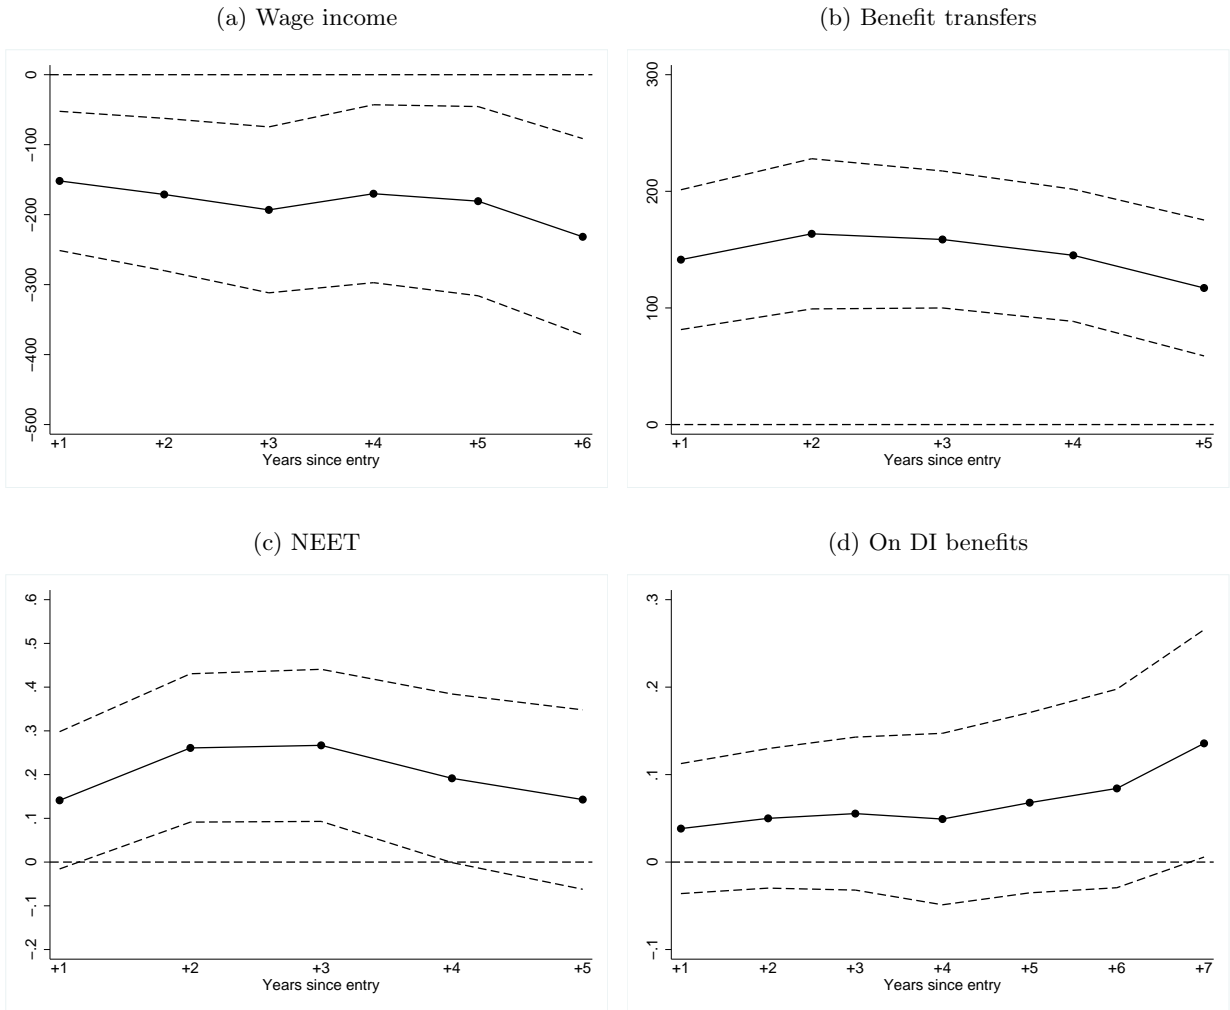 (a) Wage income
0
−100
−200
−300
−400
−500
+1 +2 +3 +4 +5 +6
Years since entry
(b) Benefit transfers
300
200
100
0
+1 +2 +3 +4 +5
Years since entry
(c) NEET
.6
.5
.4
.3
.2
.1
0
−.1
−.2
+1 +2 +3 +4 +5
Years since entry
(d) On DI benefits
.3
.2
.1
0
−.1
+1 +2 +3 +4 +5 +6 +7
Years since entry